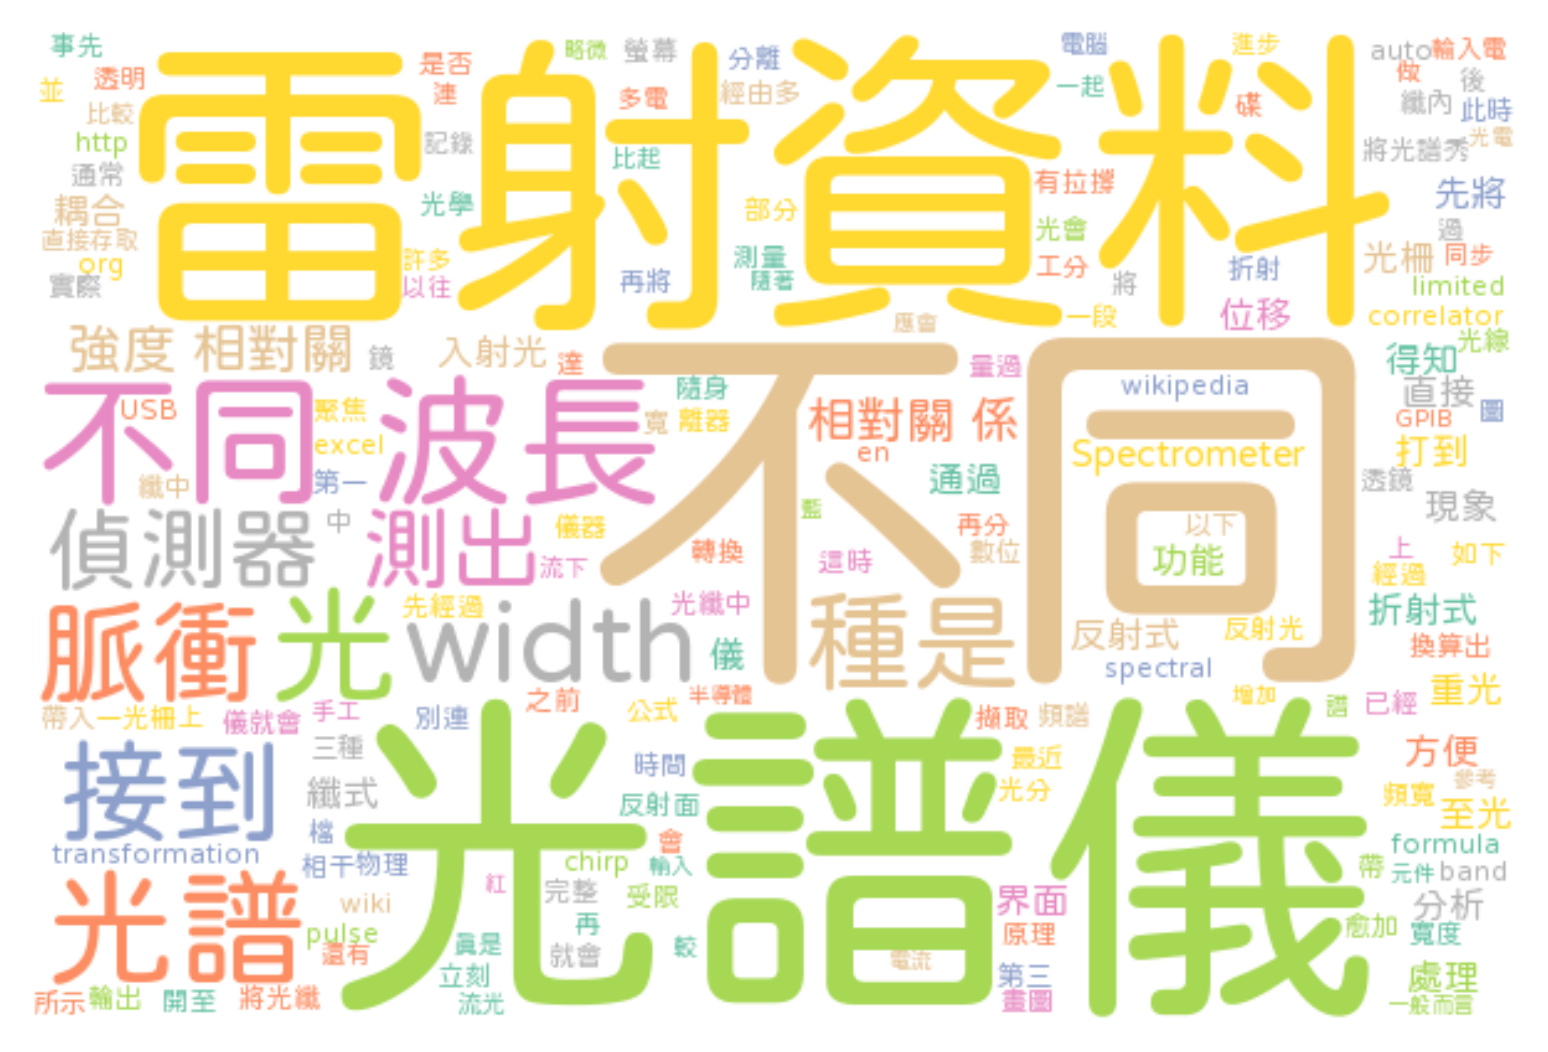 事先
雷射資料
是否
略微
螢幕
分離
電腦
進步
auto
輸入電
並
透明
連
多電
經由多
一起
碟
做
後
比較
纖內
此時
http
記錄
比起
將光譜秀
光電
通常
有拉撐
先將
耦合
光學
部分
光會
過
直接存取
org
許多
測量
工分
折射
光柵
同步
實際
以往
再將
隨著
將
limited
一段
位移
correlator
強度
相對關
鏡
入射光
達
應會
不同
量過
得知
光線
不同
波長
USB
聚焦
隨身
寬
離器
相對關
係
wikipedia
直接
圖
GPIB
excel
en
Spectrometer
打到
纖中
第一
通過
透鏡
偵測器
中
測出
儀器
藍
再分
以下
現象
流下
轉換
這時
數位
功能
上
如下
經過
脈衝
光
先經過
width
光纖中
儀
種是
反射式
反射光
折射式
換算出
spectral
帶入一光柵上
儀就會
手工
別連
之前
公式
半導體
擷取
頻譜
增加
譜
已經
重光
接到
三種
光譜儀
時間
最近
方便
參考
纖式
反射面
光分
頻寬
至光
檔
會
formula
transformation
相干物理
chirp
輸入
帶
元件
band
光譜
wiki
紅
完整
受限
界面
分析
pulse
還有
再
真是
就會
較
電流
原理
愈加
寬度
立刻
第三
處理
所示
輸出
開至
將光纖
流光
畫圖
一般而言